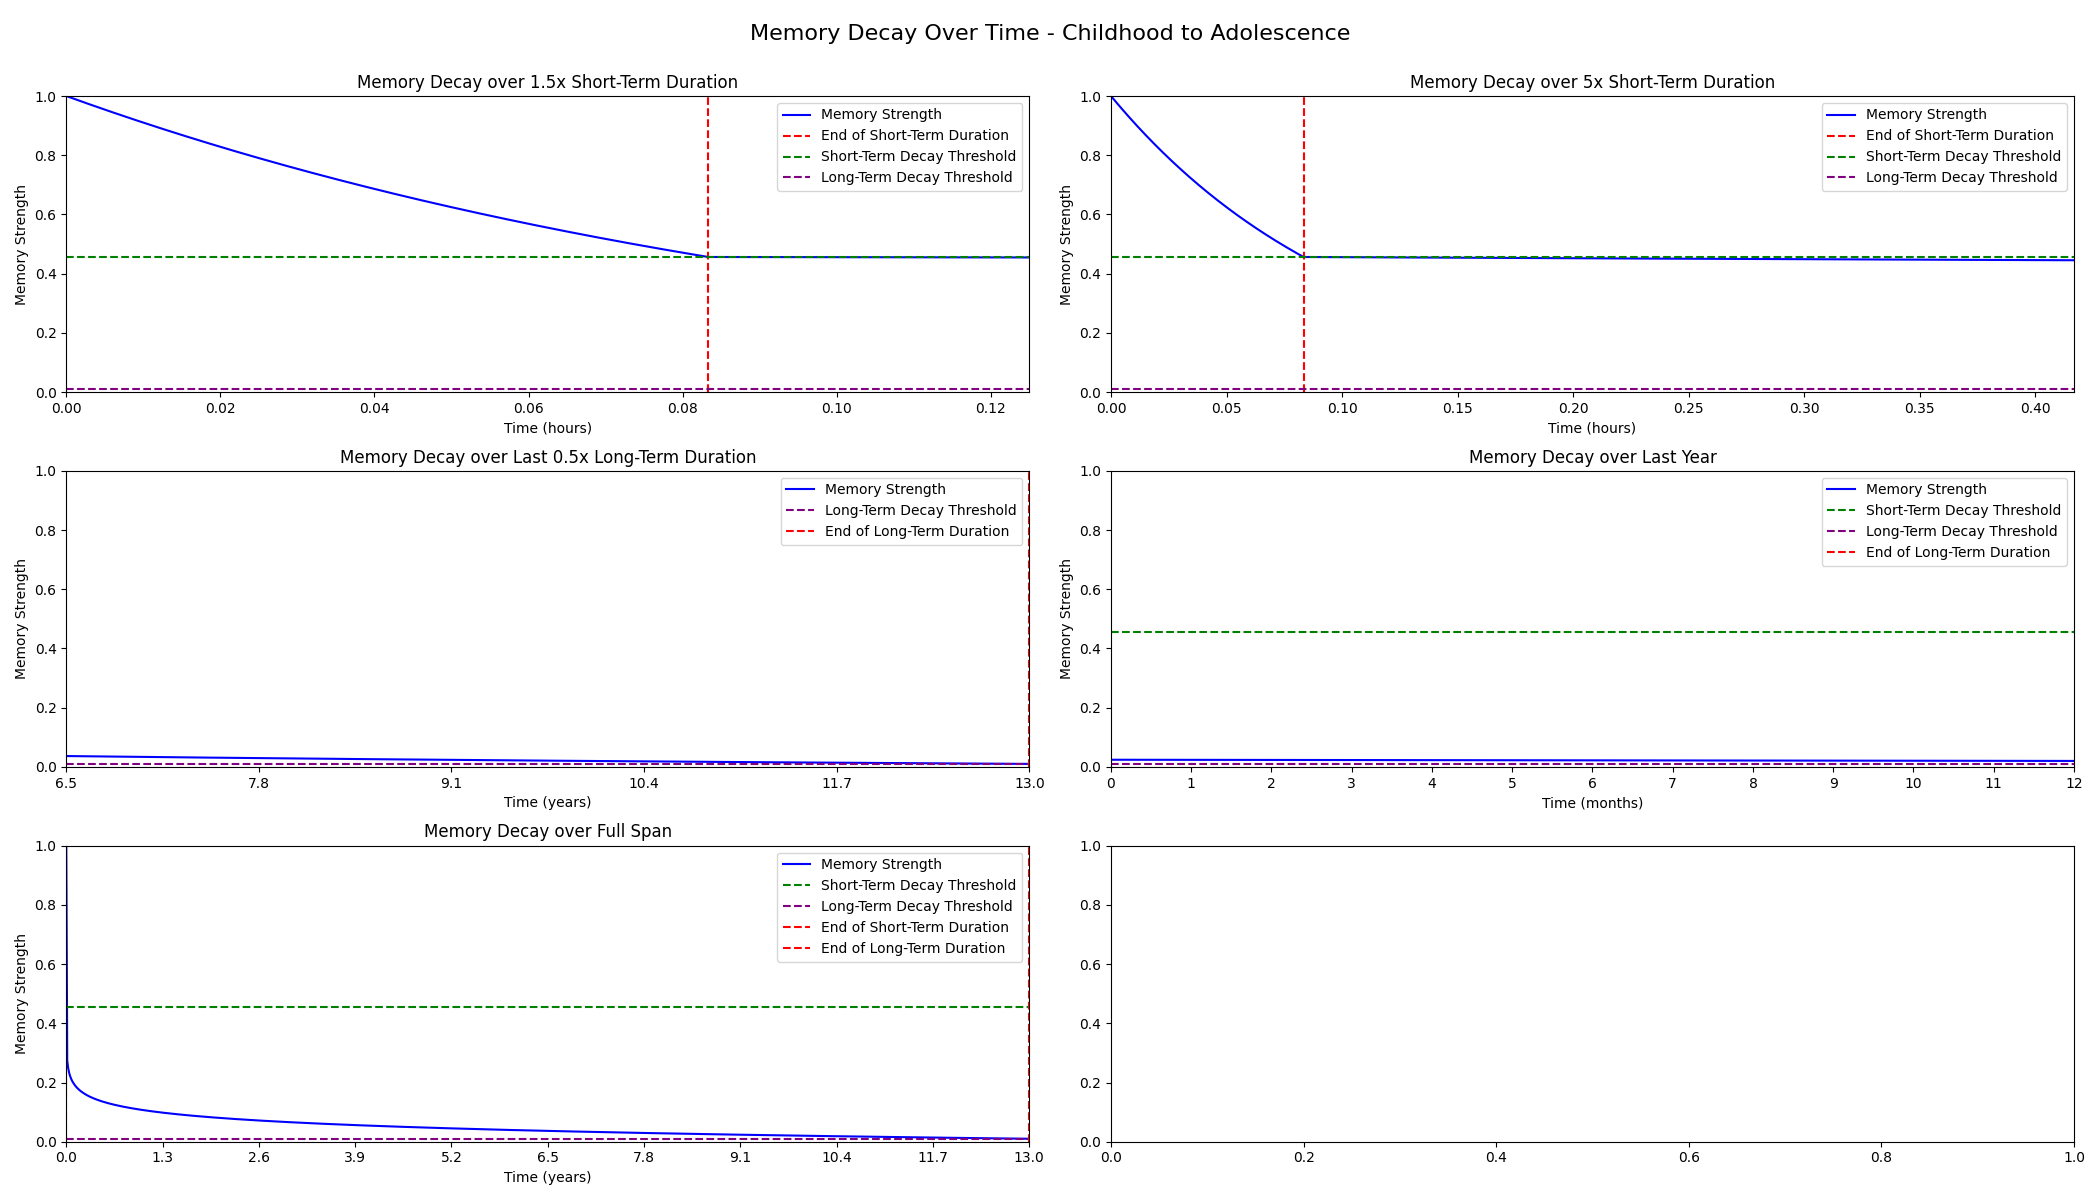 Memory Decay Over Time - Childhood to Adolescence
Memory Decay over 1.5x Short-Term Duration
Memory Strength
1.0
0.8
0.6
0.4
0.2
0.0
Memory Strength
End of Short-Term Duration
Short-Term Decay Threshold
Long-Term Decay Threshold
0.00 0.02 0.04 0.06 0.08 0.10 0.12
Time (hours)
Memory Decay over 5x Short-Term Duration
Memory Strength
1.0
0.8
0.6
0.4
0.2
0.0
Memory Strength
End of Short-Term Duration
Short-Term Decay Threshold
Long-Term Decay Threshold
0.00 0.05 0.10 0.15 0.20 0.25 0.30 0.35 0.40
Time (hours)
Memory Decay over Last 0.5x Long-Term Duration
Memory Strength
1.0
0.8
0.6
0.4
0.2
0.0
Memory Strength
Long-Term Decay Threshold
End of Long-Term Duration
6.5 7.8 9.1 10.4 11.7 13.0
Time (years)
Memory Decay over Last Year
Memory Strength
1.0
0.8
0.6
0.4
0.2
0.0
Memory Strength
Short-Term Decay Threshold
Long-Term Decay Threshold
End of Long-Term Duration
0 1 2 3 4 5 6 7 8 9 10 11 12
Time (months)
Memory Decay over Full Span
Memory Strength
1.0
0.8
0.6
0.4
0.2
0.0
Memory Strength
Short-Term Decay Threshold
Long-Term Decay Threshold
End of Short-Term Duration
End of Long-Term Duration
0.0 1.3 2.6 3.9 5.2 6.5 7.8 9.1 10.4 11.7 13.0
Time (years)
1.0
0.8
0.6
0.4
0.2
0.0
0.0 0.2 0.4 0.6 0.8 1.0